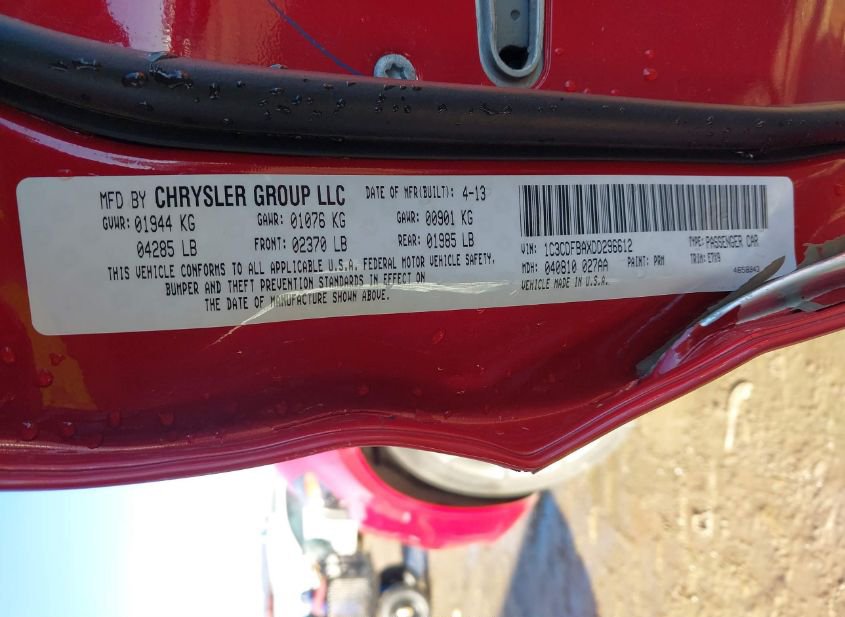 MFD BY CHRYSLER GROUP LLC DATE OF MFR(BUILT): 4-13
GVWR: 01944 KG GAWR: 01076 KG GAWR: 00901 KG
04285 LB FRONT: 02370 LB REAR: 01985 LB
THIS VEHICLE CONFORMS TO ALL APPLICABLE U.S.A. FEDERAL MOTOR VEHICLE SAFETY,
BUMPER AND THEFT PREVENTION STANDARDS IN EFFECT ON
THE DATE OF MANUFACTURE SHOWN ABOVE.
VIN: 1C3CDFBAXDD296612 TYPE: PASSENGER CAR
MDH: 040810 027AA PAINT: PRM TRIM: E7X9
VEHICLE MADE IN U.S.A. 4658343